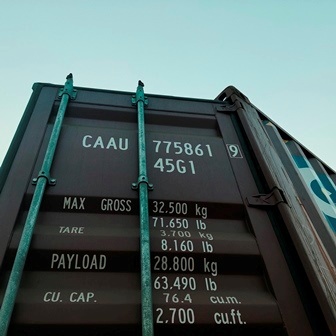 CAAU 775861 9
45G1
MAX GROSS 32.500 kg
71.650 lb
TARE 3.700 kg
8.160 lb
PAYLOAD 28.800 kg
63.490 lb
CU. CAP. 76.4 cu.m.
2.700 cu.ft.